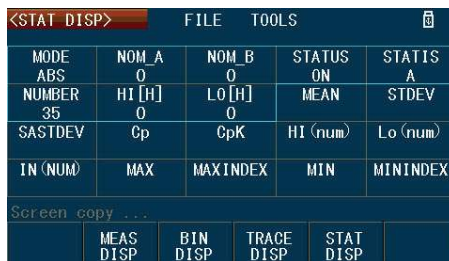 <STAT DISP> FILE TOOLS
MODE NOM_A NOM_B STATUS STATIS
ABS 0 0 ON A
NUMBER HI[H] LO[H] MEAN STDEV
35 0 0
SASTDEV Cp CpK HI(num) Lo(num)
IN(NUM) MAX MAXINDEX MIN MININDEX
Screen copy ...
MEAS BIN TRACE STAT
DISP DISP DISP DISP